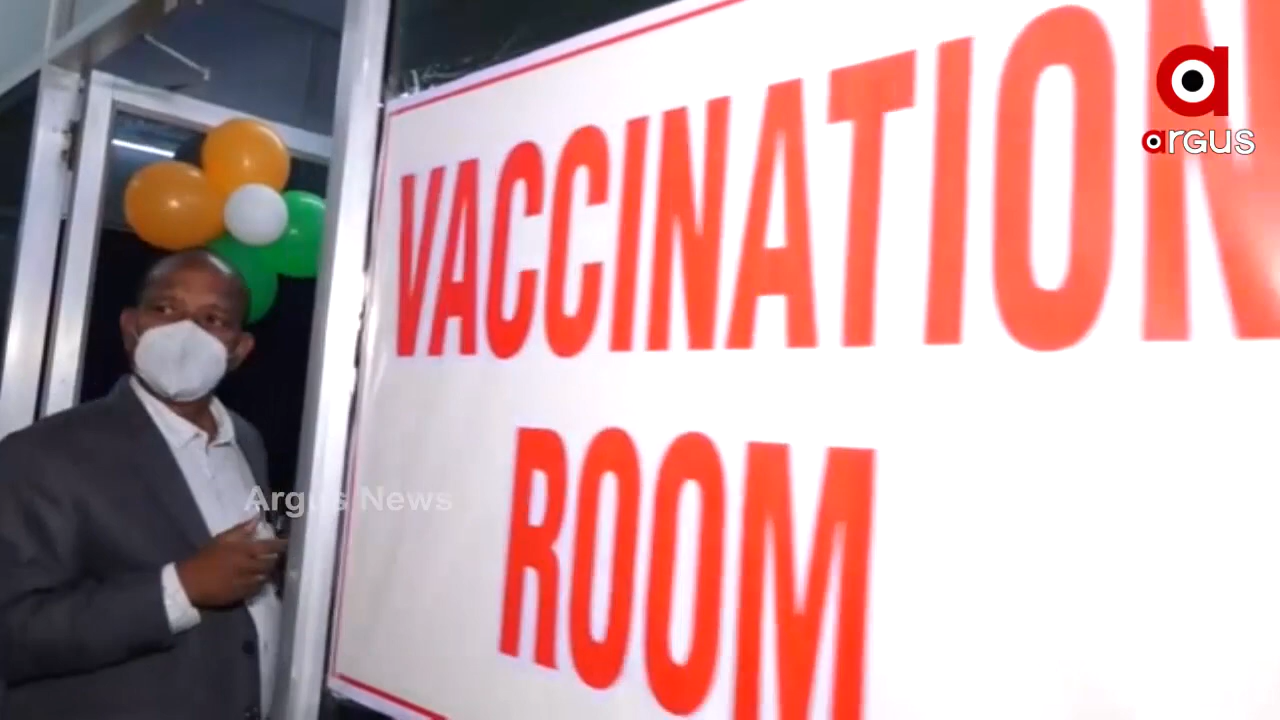 VACCINATION
ROOM
a
argus
Argus News